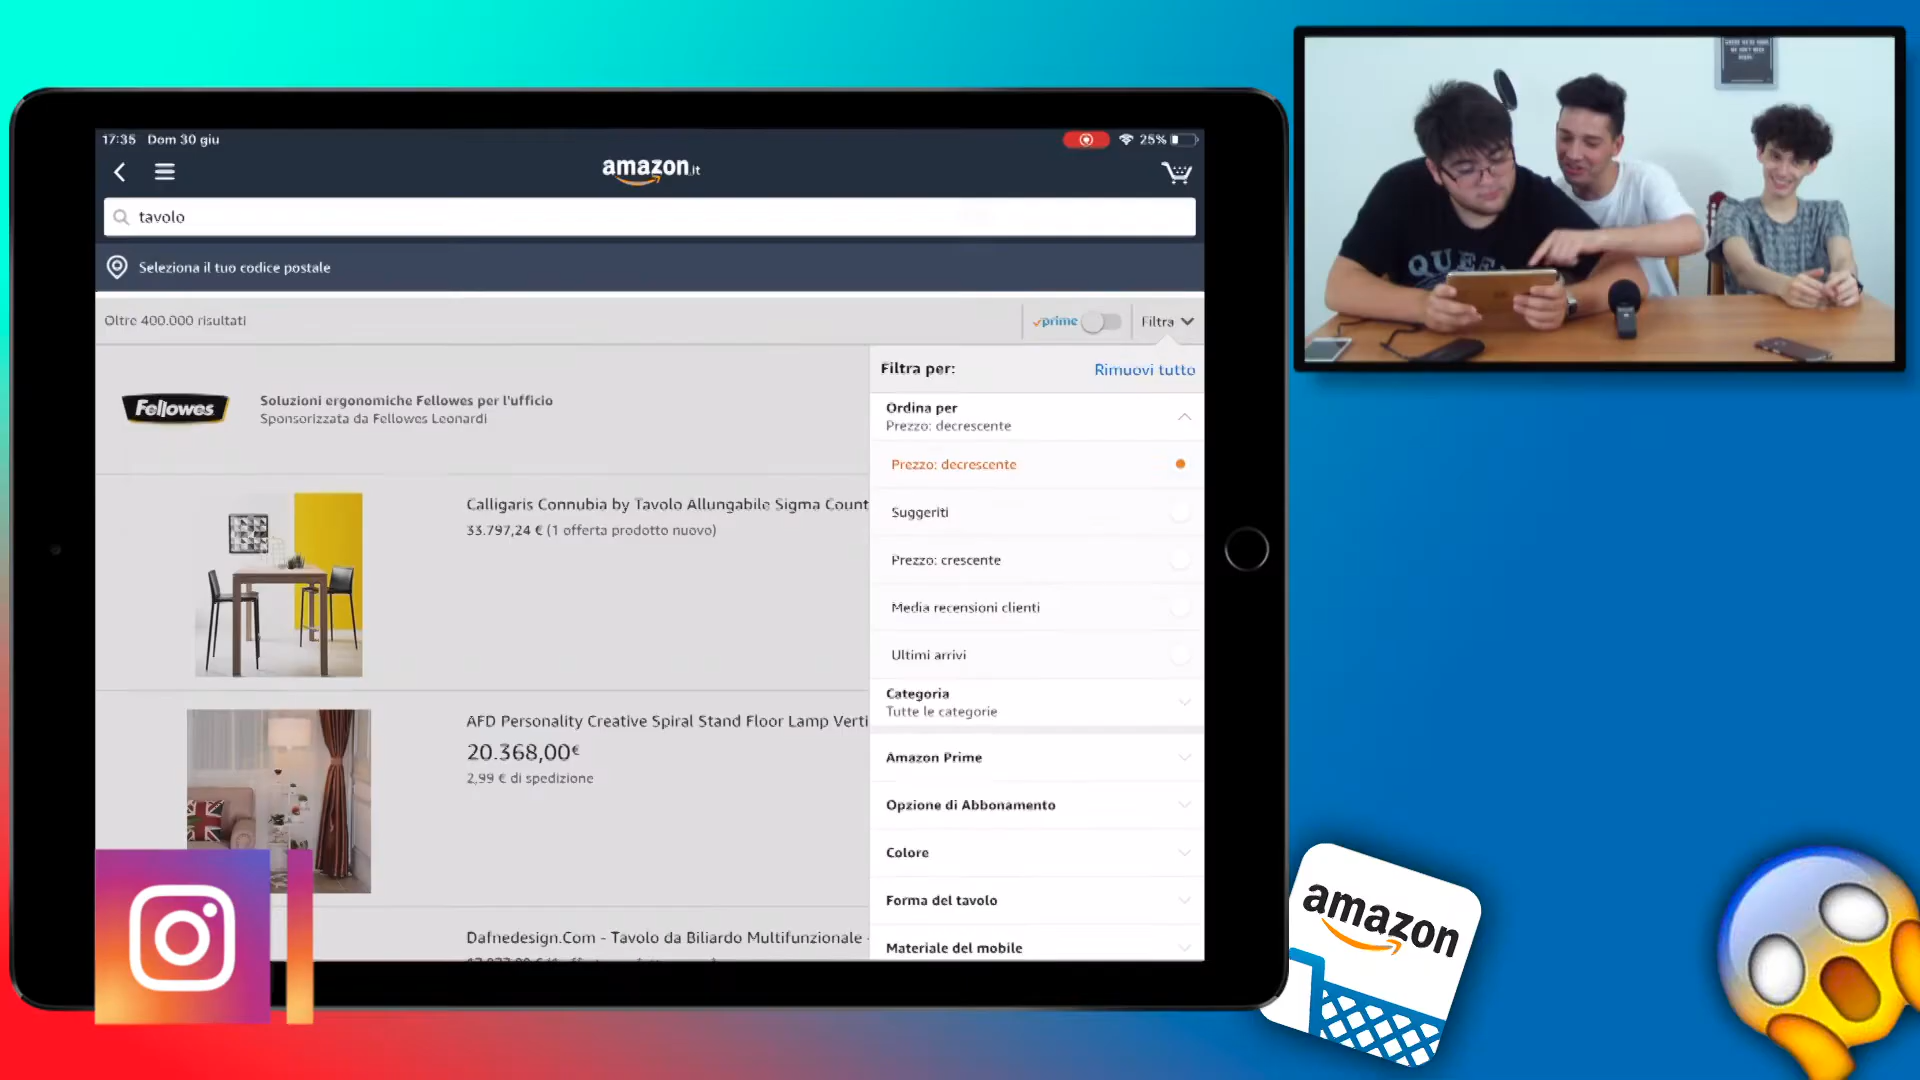 17:35 Dom 30 giu
25%
amazon.it
tavolo
Seleziona il tuo codice postale
Oltre 400.000 risultati
prime
Filtra
Filtra per:
Rimuovi tutto
Fellowes
Soluzioni ergonomiche Fellowes per l'ufficio
Sponsorizzata da Fellowes Leonardi
Ordina per
Prezzo: decrescente
Prezzo: decrescente
Suggeriti
Prezzo: crescente
Media recensioni clienti
Ultimi arrivi
Categoria
Tutte le categorie
Amazon Prime
Opzione di Abbonamento
Colore
Forma del tavolo
Materiale del mobile
Calligaris Connubia by Tavolo Allungabile Sigma Count
33.797,24 € (1 offerta prodotto nuovo)
AFD Personality Creative Spiral Stand Floor Lamp Verti
20.368,00€
2,99 € di spedizione
Dafnedesign.Com - Tavolo da Biliardo Multifunzionale -
amazon